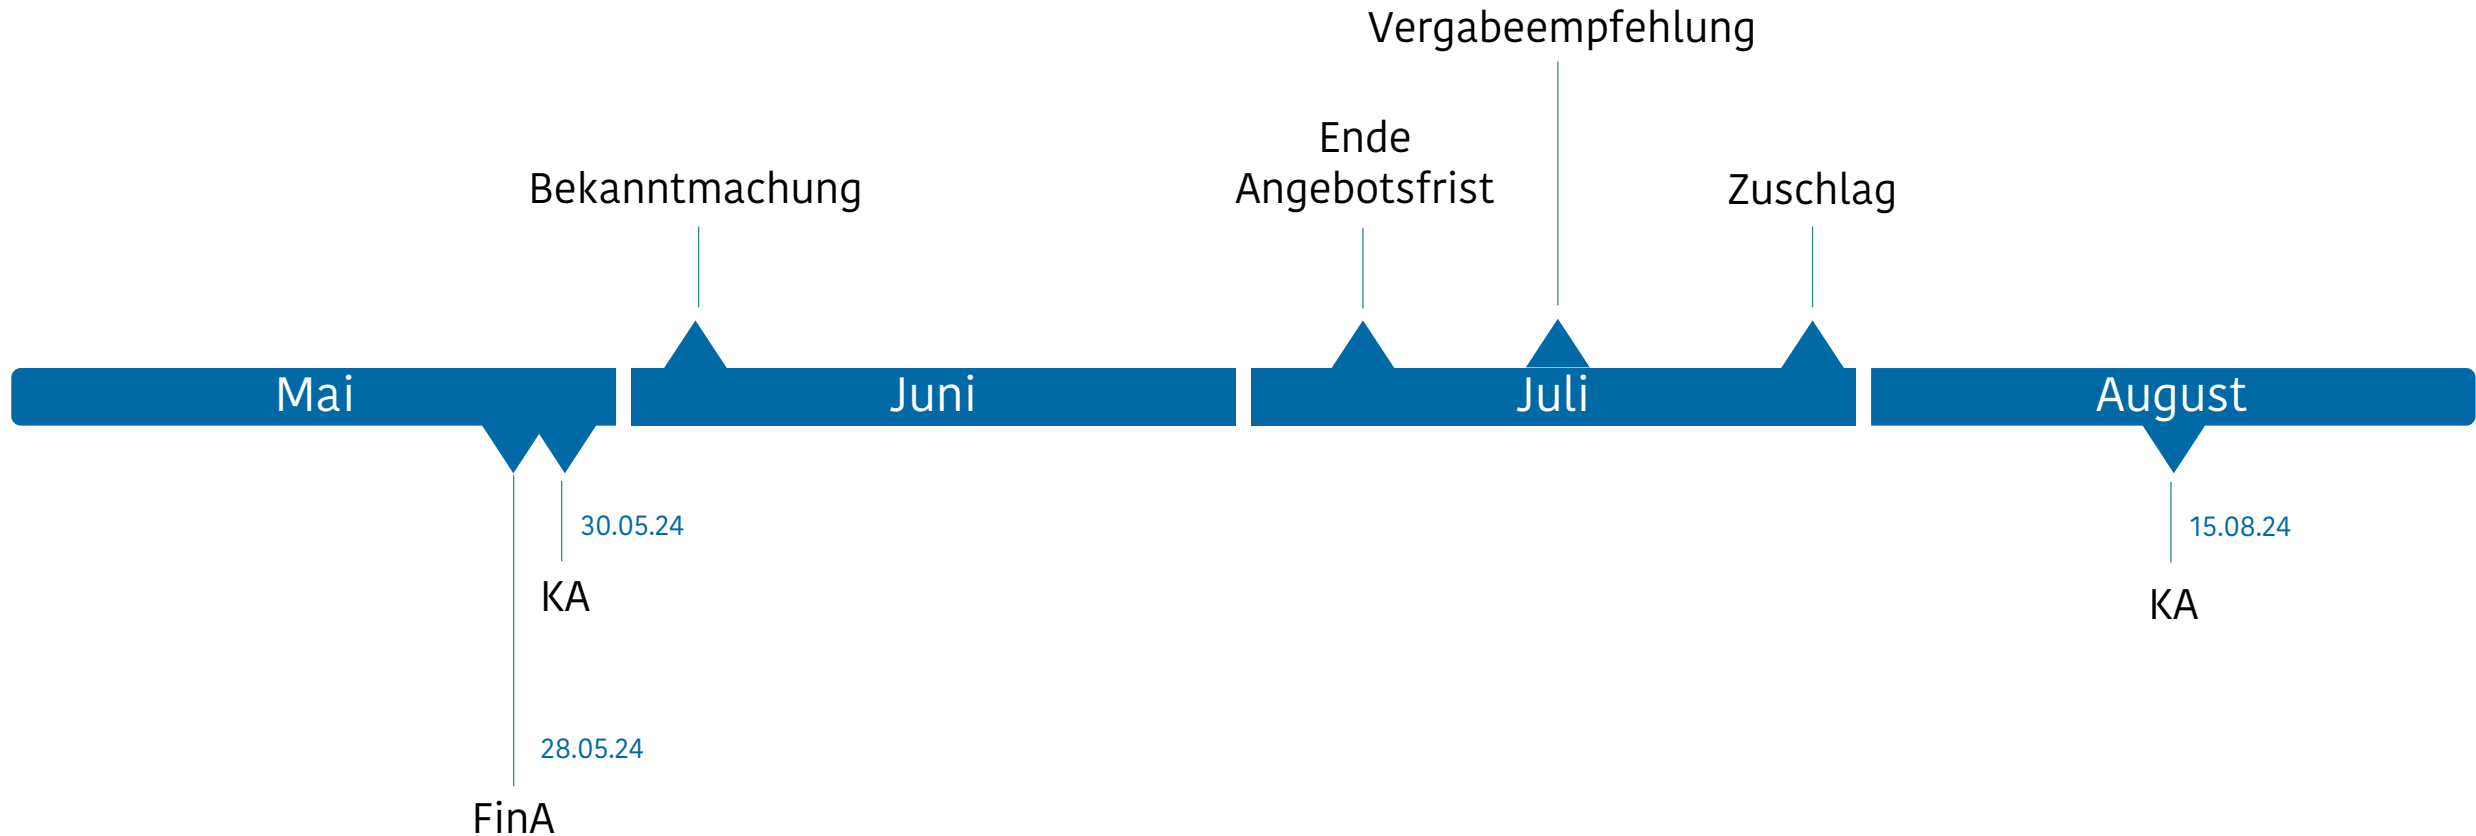 Vergabeempfehlung
Ende
Angebotsfrist
Bekanntmachung
Zuschlag
Mai
Juni
Juli
August
30.05.24
15.08.24
KA
KA
28.05.24
FinA